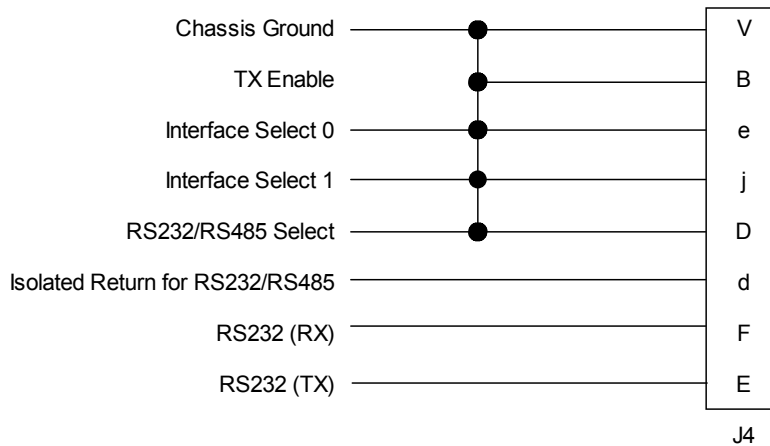 Chassis Ground V
TX Enable B
Interface Select 0 e
Interface Select 1 j
RS232/RS485 Select D
Isolated Return for RS232/RS485 d
RS232 (RX) F
RS232 (TX) E
J4